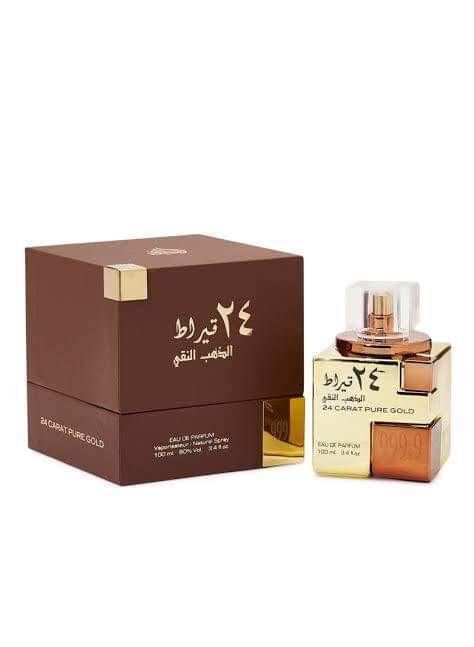 ٢٤ قيراط
الذهب النقي
24 CARAT PURE GOLD
EAU DE PARFUM
Vaporisateur - Natural Spray
100 ml 80% Vol 3.4 fl.oz
999.9
٢٤ قيراط
الذهب النقي
24 CARAT PURE GOLD
EAU DE PARFUM
100 ml 3.4 fl.oz
999.9